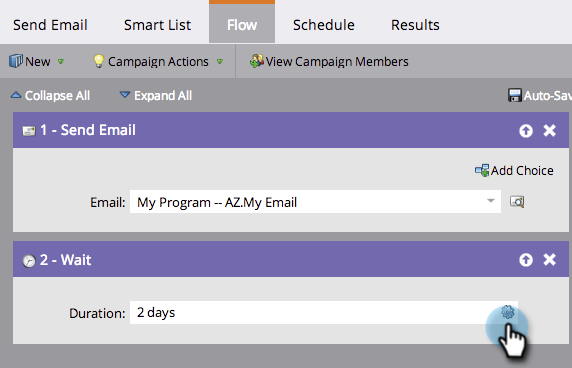 Send Email Smart List Flow Schedule Results
New Campaign Actions View Campaign Members
Collapse All Expand All Auto-Sav
1 - Send Email
Add Choice
Email: My Program -- AZ.My Email
2 - Wait
Duration: 2 days